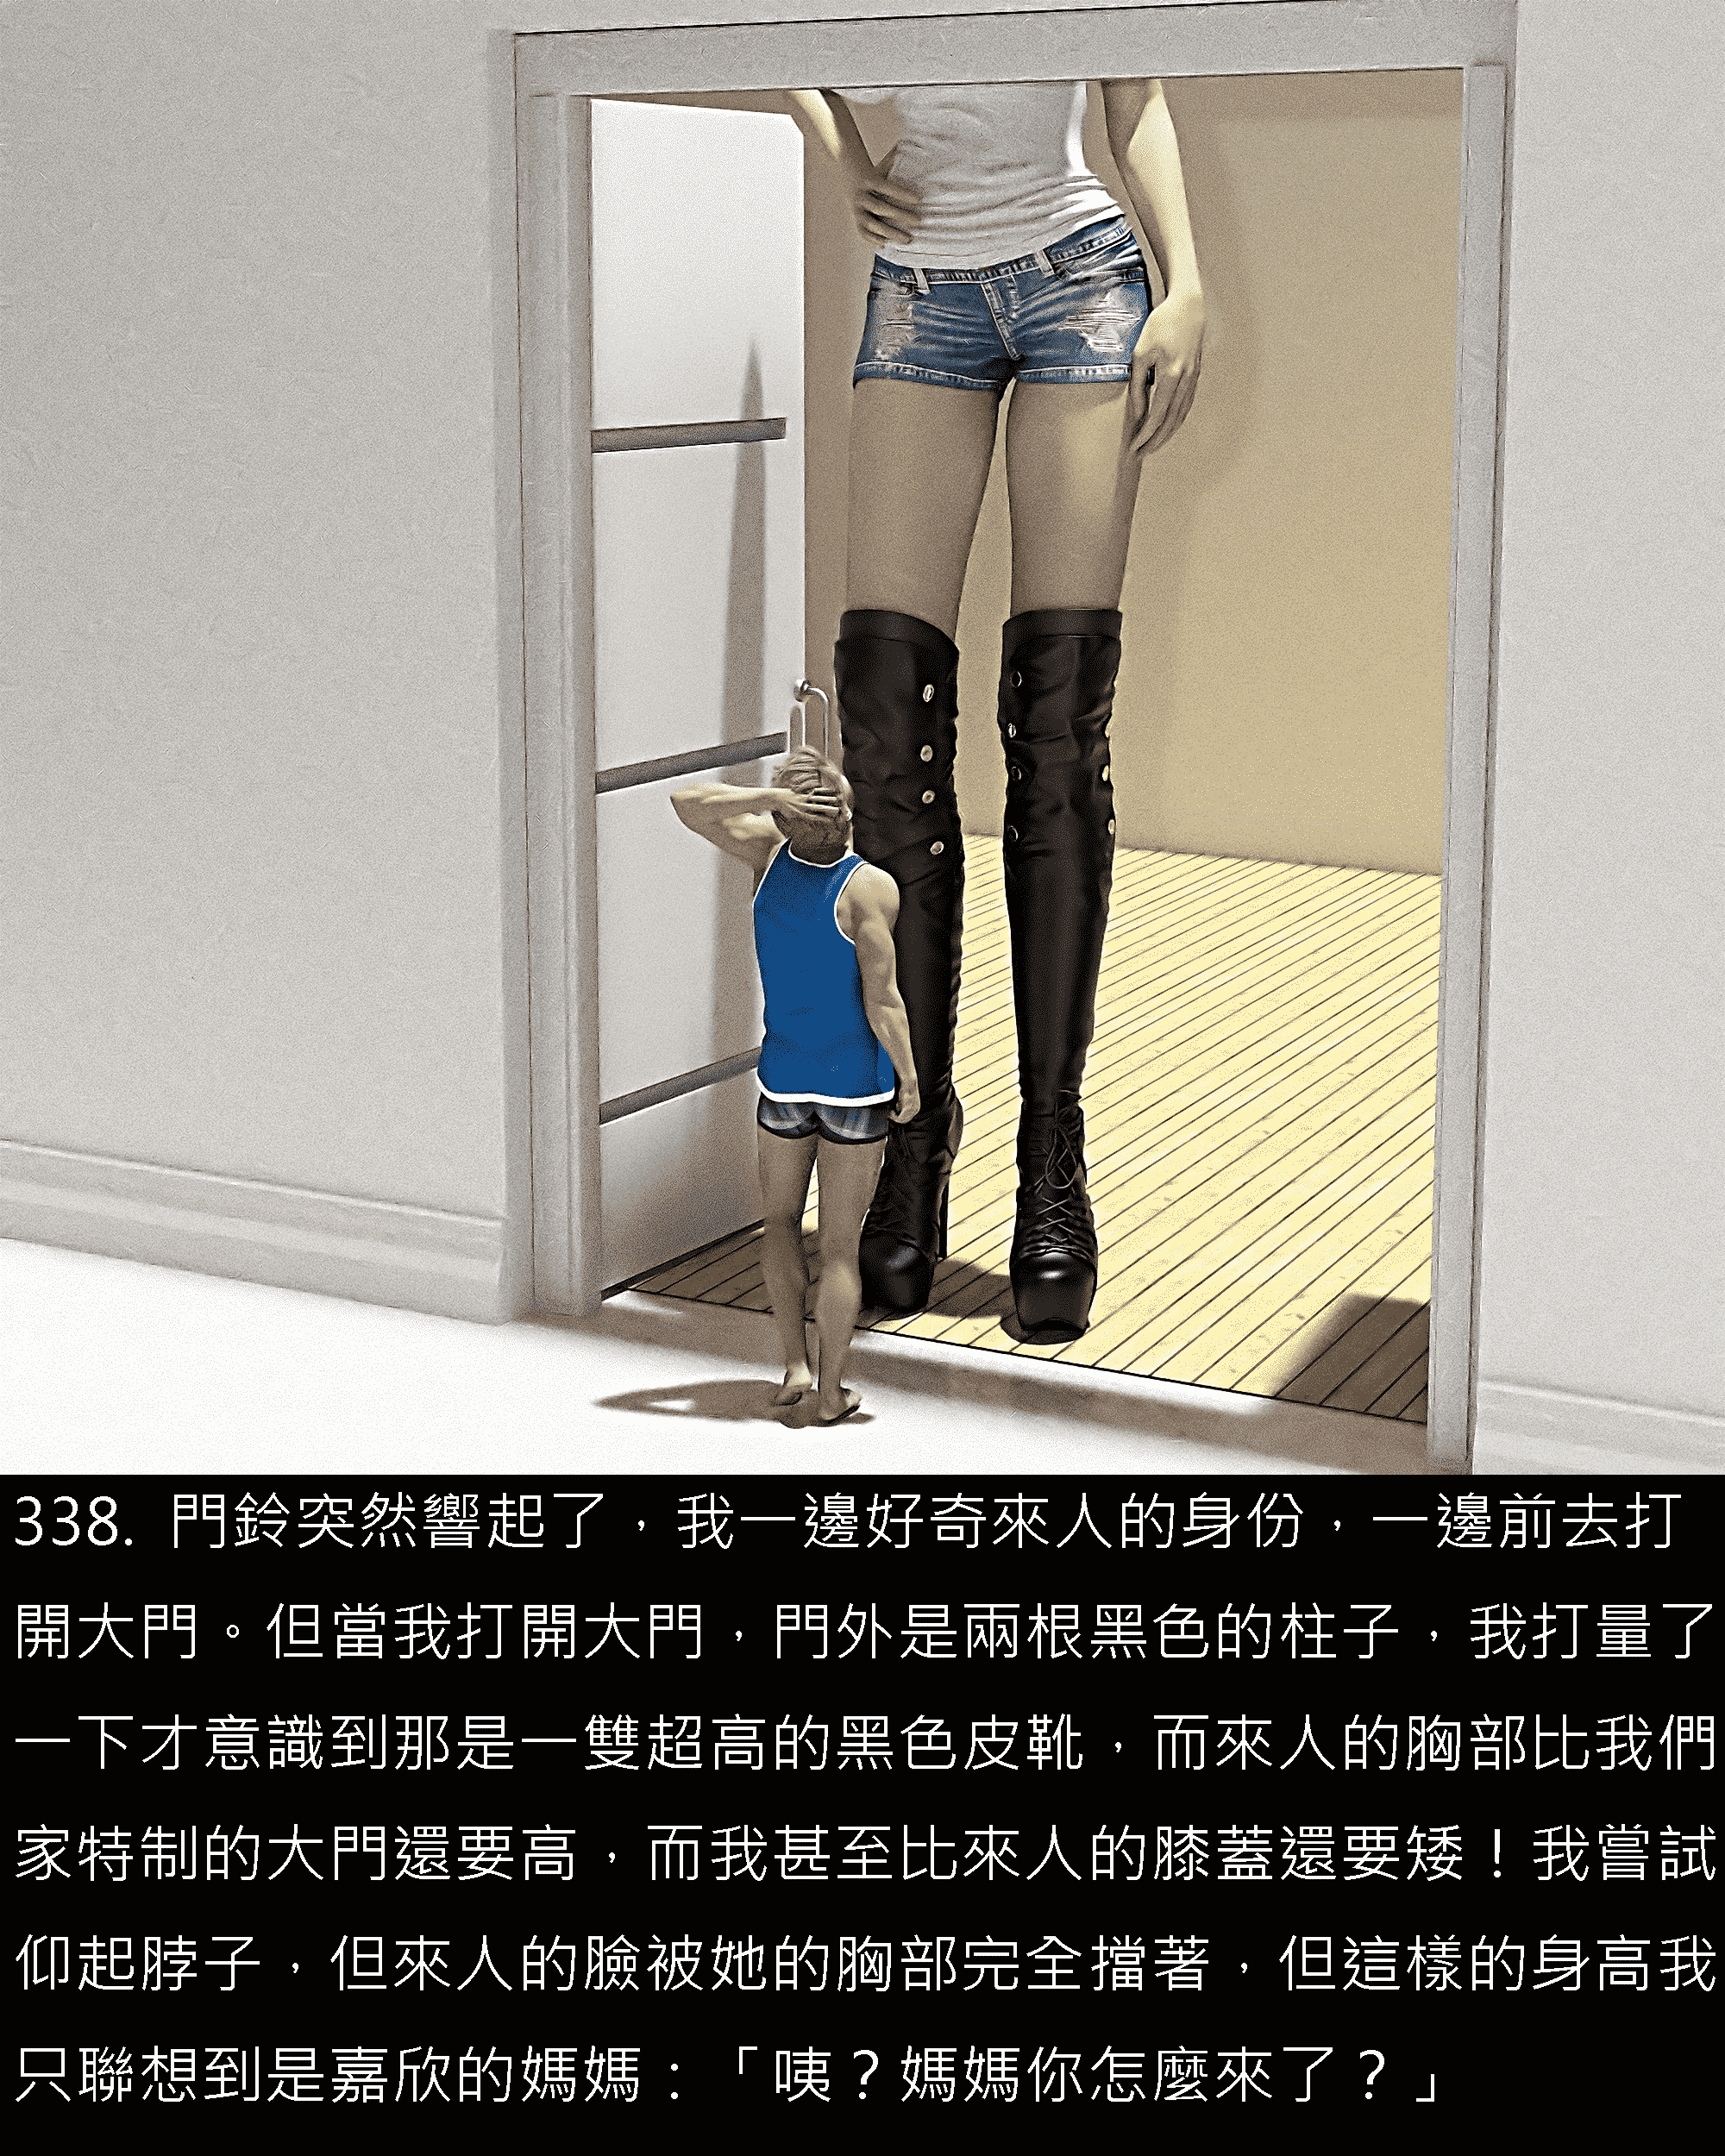 338. 門鈴突然響起了，我一邊好奇來人的身份，一邊前去打
開大門。但當我打開大門，門外是兩根黑色的柱子，我打量了
一下才意識到那是一雙超高的黑色皮靴，而來人的胸部比我們
家特制的大門還要高，而我甚至比來人的膝蓋還要矮！我嘗試
仰起脖子，但來人的臉被她的胸部完全擋著，但這樣的身高我
只聯想到是嘉欣的媽媽：「咦？媽媽你怎麼來了？」